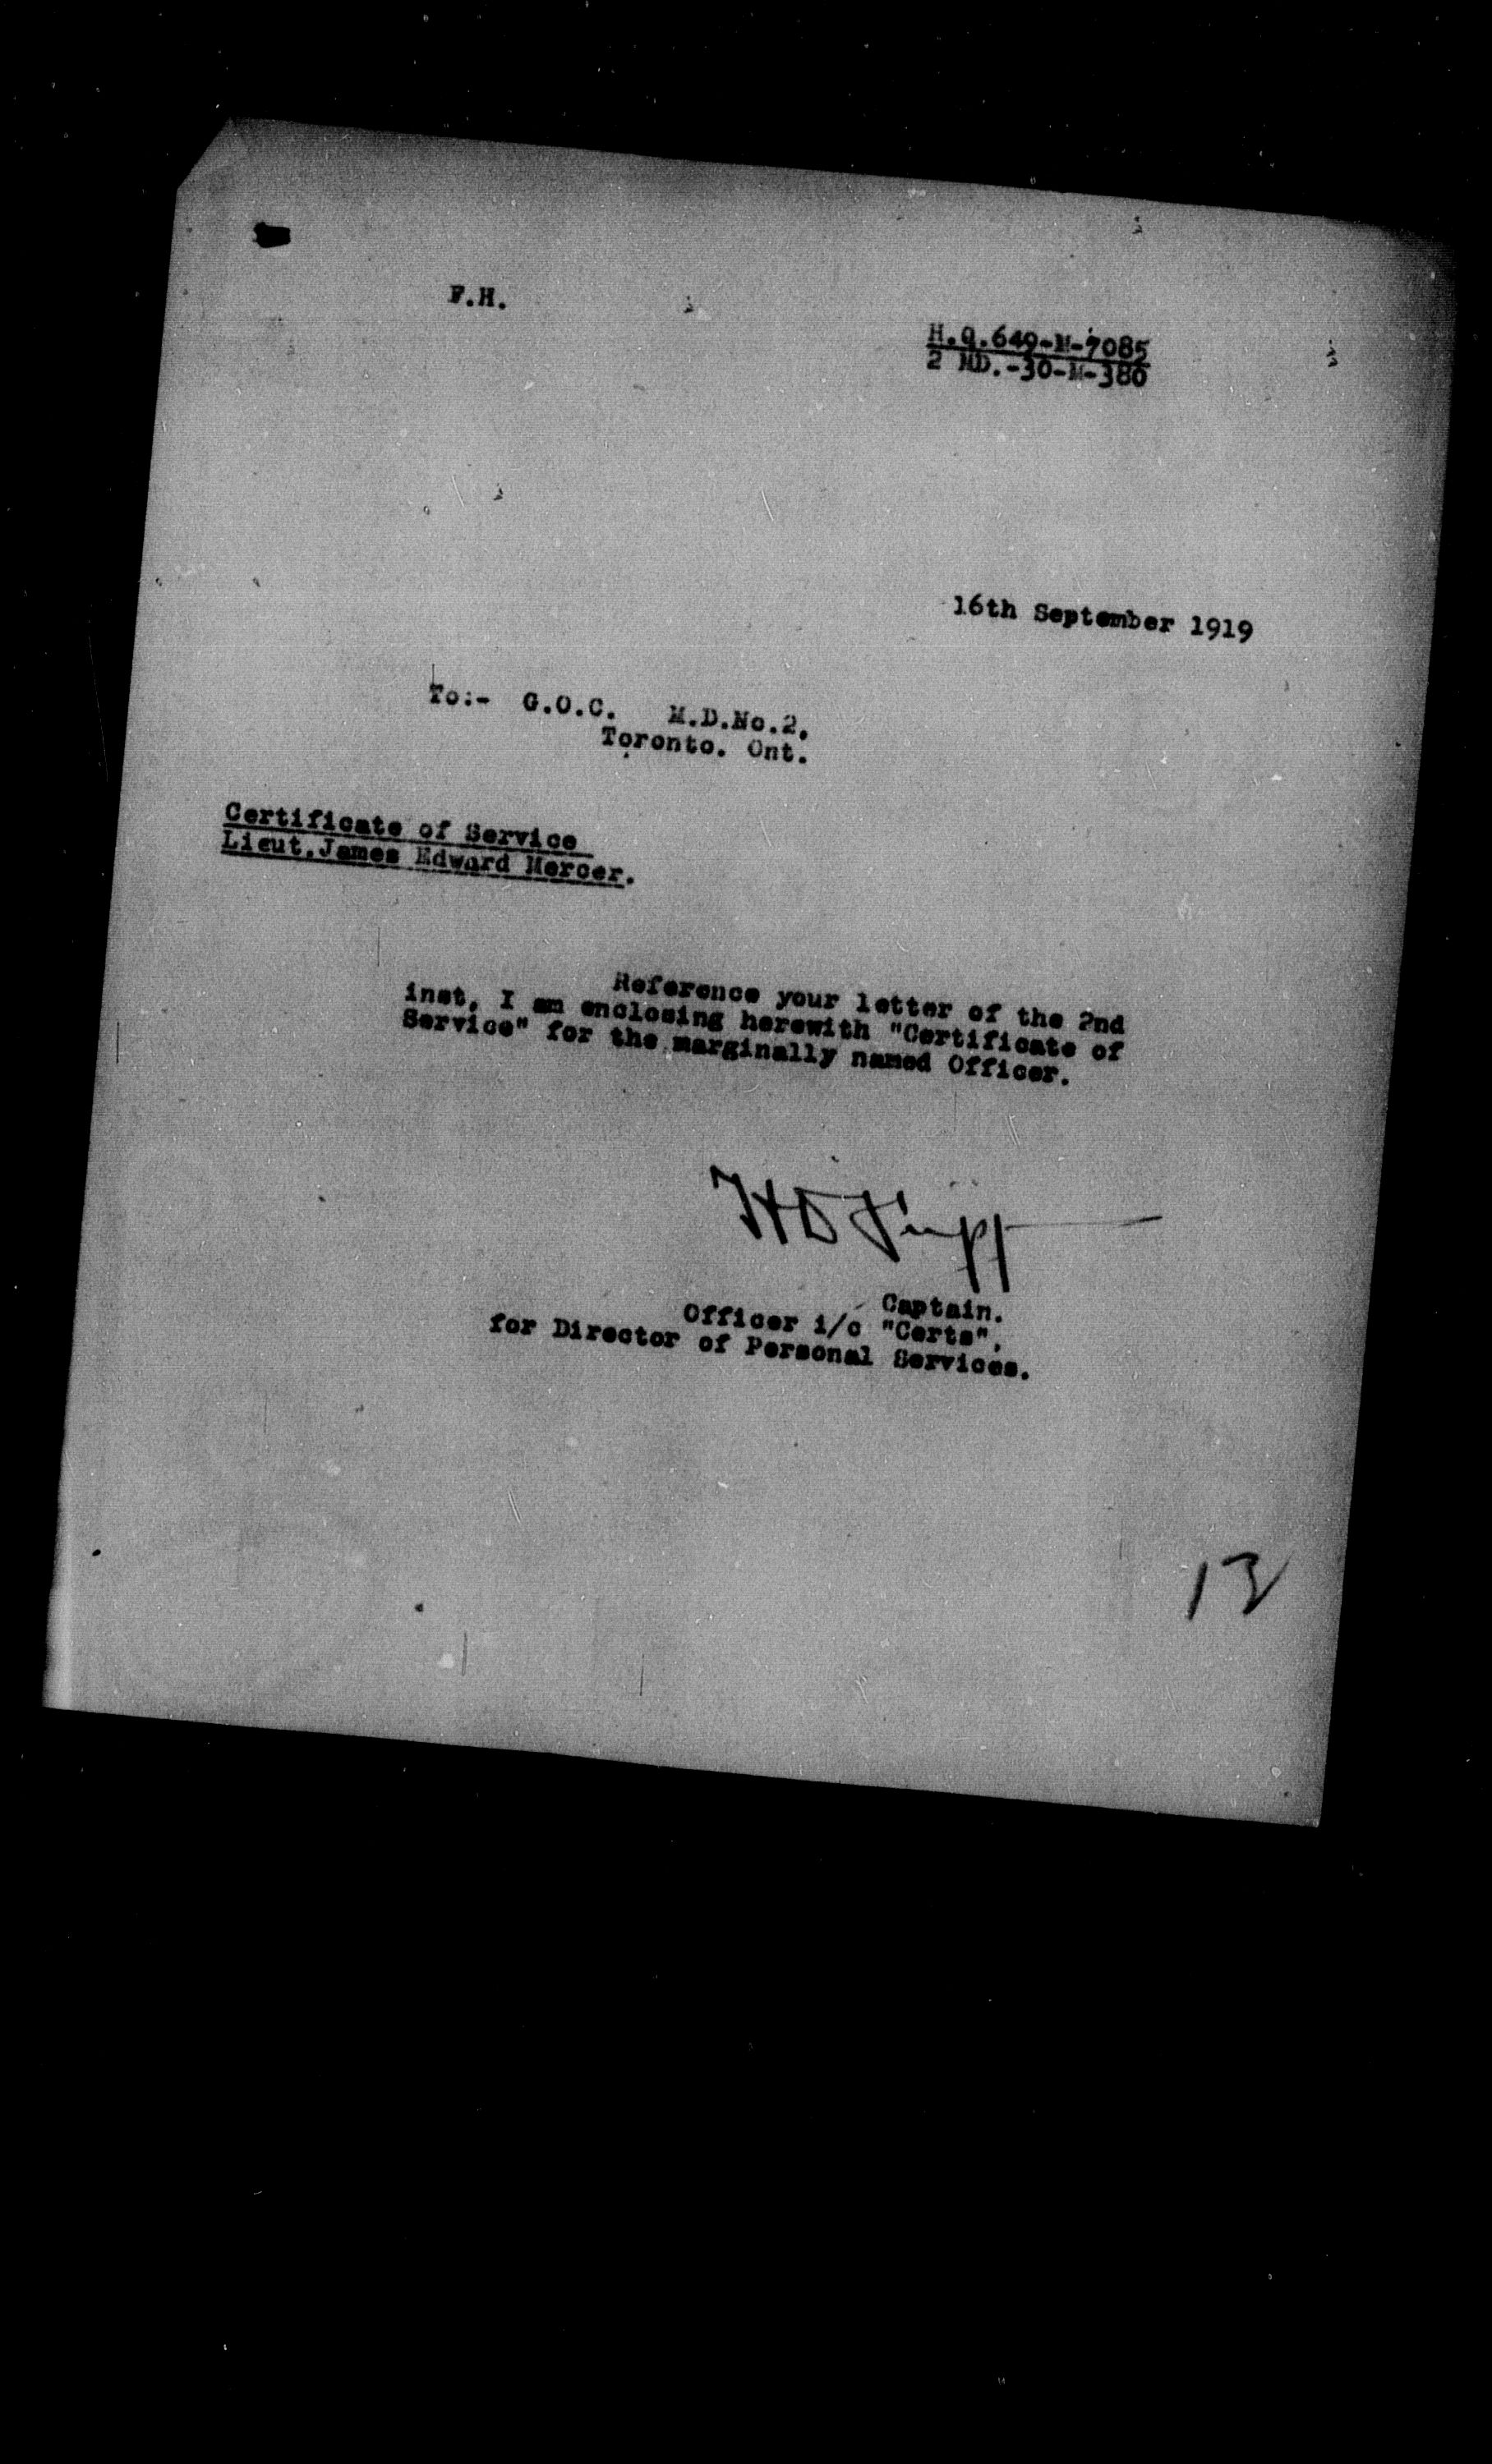 F.H.
H.Q.649-M-7085
2 MD.-30-M-380
16th September 1919
To:- G.O.C. M.D.No.2,
Toronto. Ont.
Certificate of Service
Lieut.James Edward Mercer.
Reference your letter of the 2nd
inst, I am enclosing herewith "Certificate of
Service" for the marginally named Officer.
Captain.
Officer i/c "Certs",
for Director of Personal Services.
13